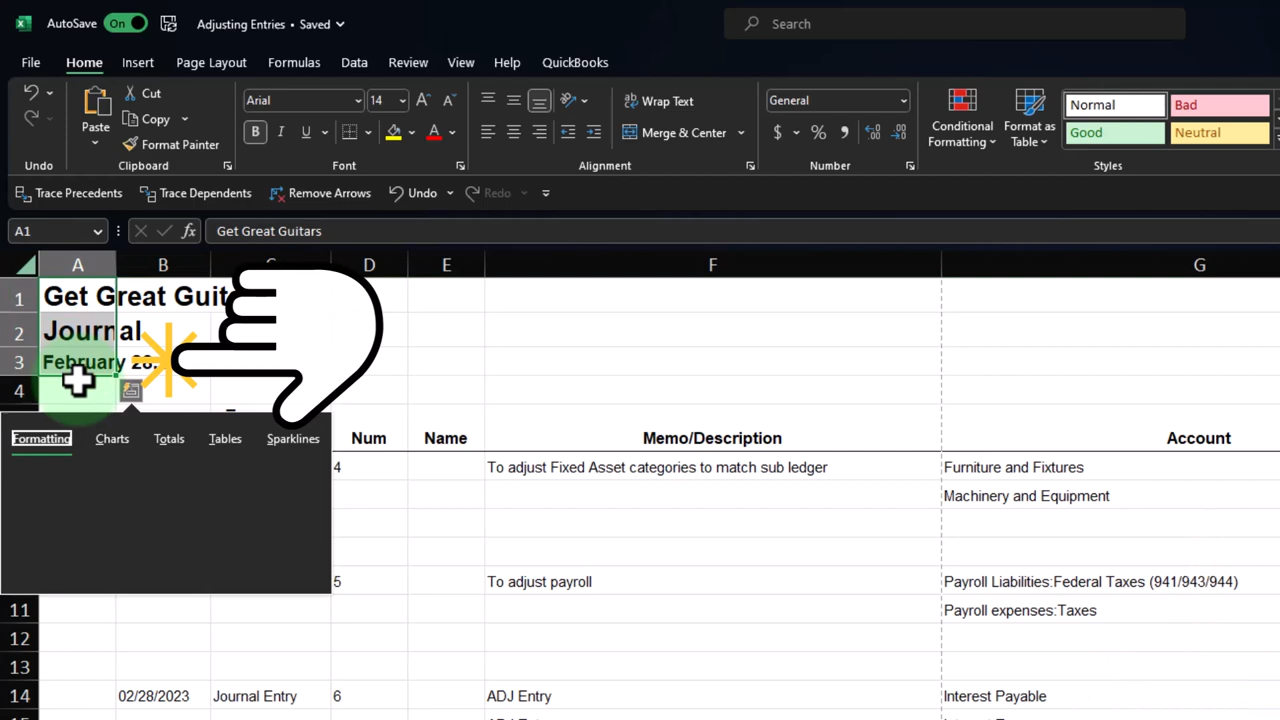 AutoSave On Adjusting Entries • Saved Search
File Home Insert Page Layout Formulas Data Review View Help QuickBooks
Cut Arial 14 Wrap Text General Normal Bad
Paste Copy B I U A Merge & Center $ % Conditional Formatting Format as Table Good Neutral
Format Painter
Undo Clipboard Font Alignment Number Styles
Trace Precedents Trace Dependents Remove Arrows Undo Redo
A1 fx Get Great Guitars
A B D E F G
1 Get Great
2 Journal
3 February
4
Formatting Charts Totals Tables Sparklines Num Name Memo/Description Account
4 To adjust Fixed Asset categories to match sub ledger Furniture and Fixtures
Machinery and Equipment
5 To adjust payroll Payroll Liabilities:Federal Taxes (941/943/944)
11 Payroll expenses:Taxes
12
13
14 02/28/2023 Journal Entry 6 ADJ Entry Interest Payable